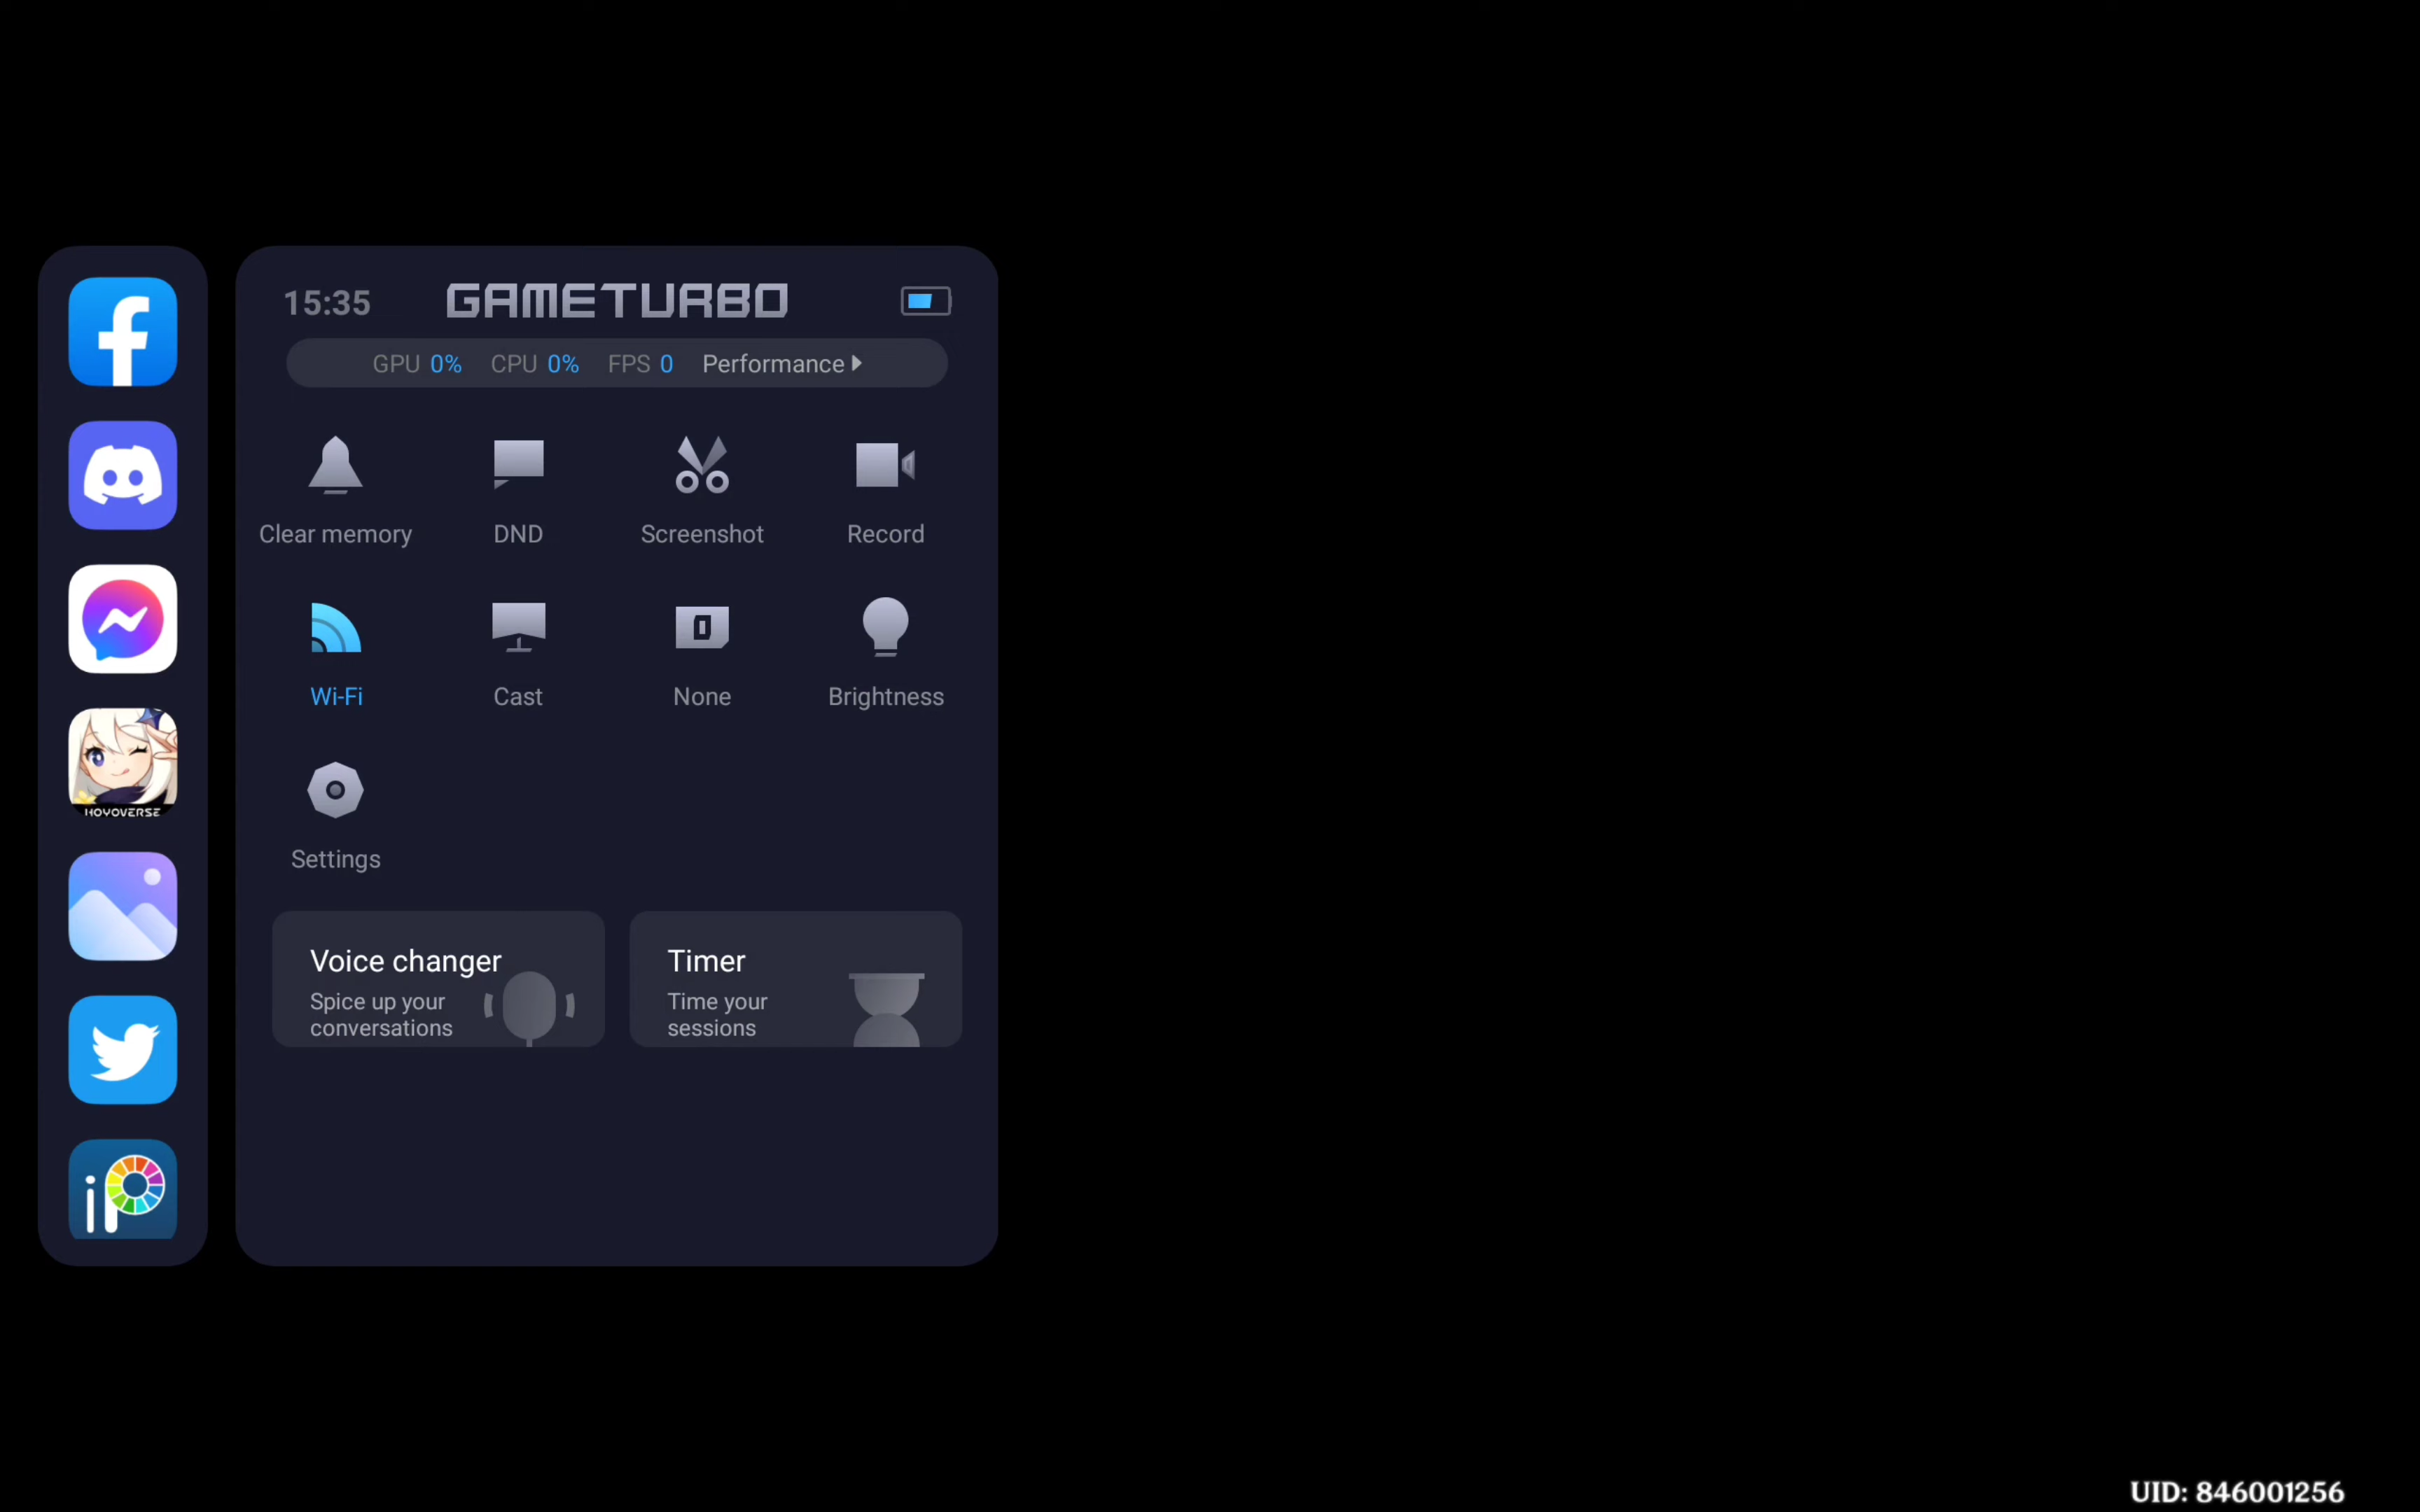 15:35 GAMETURBO
GPU 0% CPU 0% FPS 0 Performance
Clear memory DND Screenshot Record
Wi-Fi Cast None Brightness
HOYOVERSE
Settings
Voice changer
Spice up your
conversations
Timer
Time your
sessions
iP
UID: 846001256